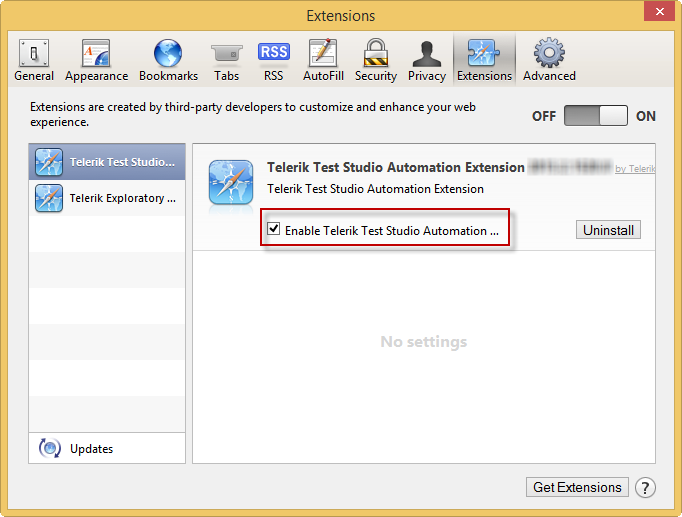 Extensions
General Appearance Bookmarks Tabs RSS AutoFill Security Privacy Extensions Advanced
Extensions are created by third-party developers to customize and enhance your web
experience.
OFF ON
Telerik Test Studio...
Telerik Exploratory ...
Telerik Test Studio Automation Extension by Telerik
Telerik Test Studio Automation Extension
Enable Telerik Test Studio Automation ...
Uninstall
No settings
Updates
Get Extensions ?